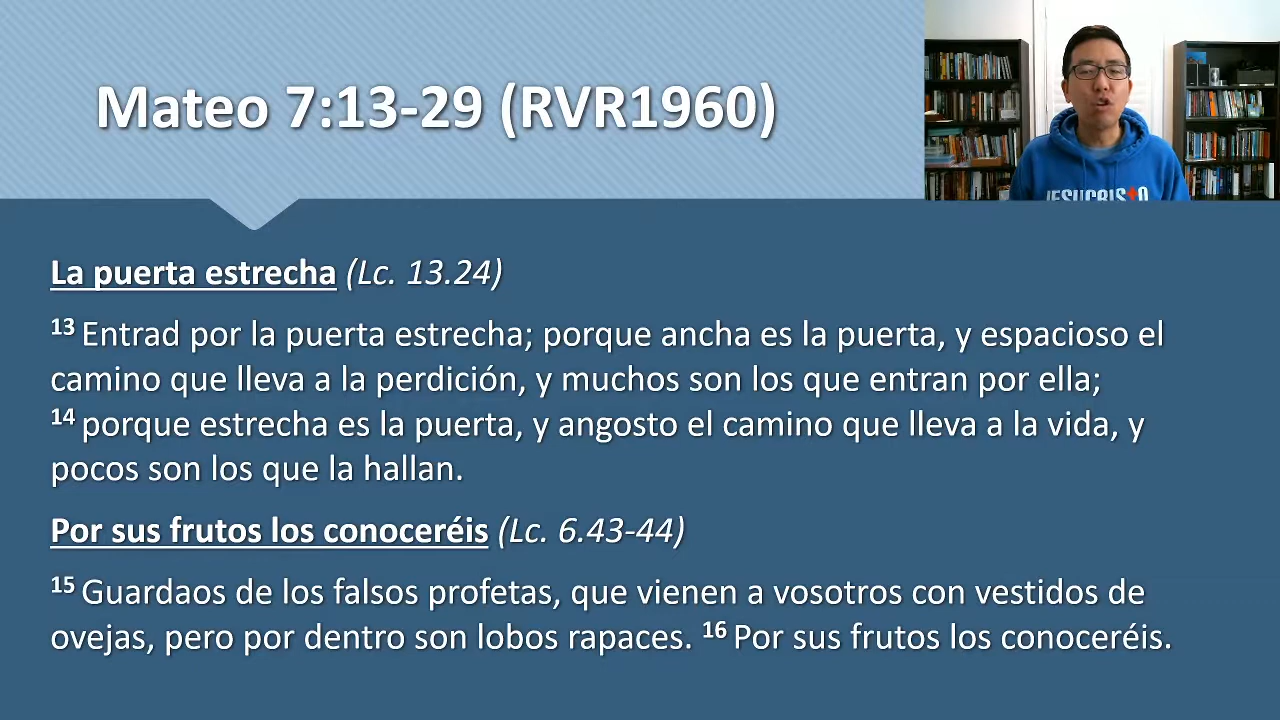 Mateo 7:13-29 (RVR1960)
JESUCRISTO
La puerta estrecha (Lc. 13.24)
13 Entrad por la puerta estrecha; porque ancha es la puerta, y espacioso el
camino que lleva a la perdición, y muchos son los que entran por ella;
14 porque estrecha es la puerta, y angosto el camino que lleva a la vida, y
pocos son los que la hallan.
Por sus frutos los conoceréis (Lc. 6.43-44)
15 Guardaos de los falsos profetas, que vienen a vosotros con vestidos de
ovejas, pero por dentro son lobos rapaces. 16 Por sus frutos los conoceréis.